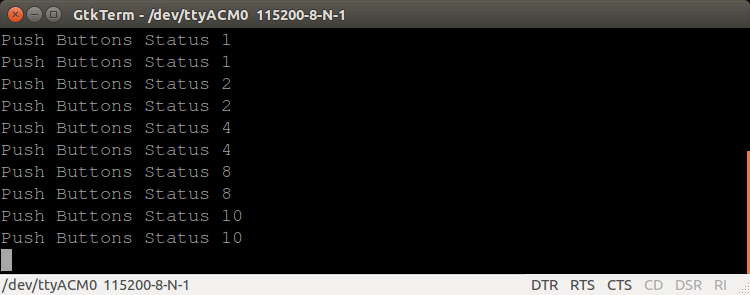 GtkTerm - /dev/ttyACM0 115200-8-N-1
Push Buttons Status 1
Push Buttons Status 1
Push Buttons Status 2
Push Buttons Status 2
Push Buttons Status 4
Push Buttons Status 4
Push Buttons Status 8
Push Buttons Status 8
Push Buttons Status 10
Push Buttons Status 10
/dev/ttyACM0 115200-8-N-1 DTR RTS CTS CD DSR RI